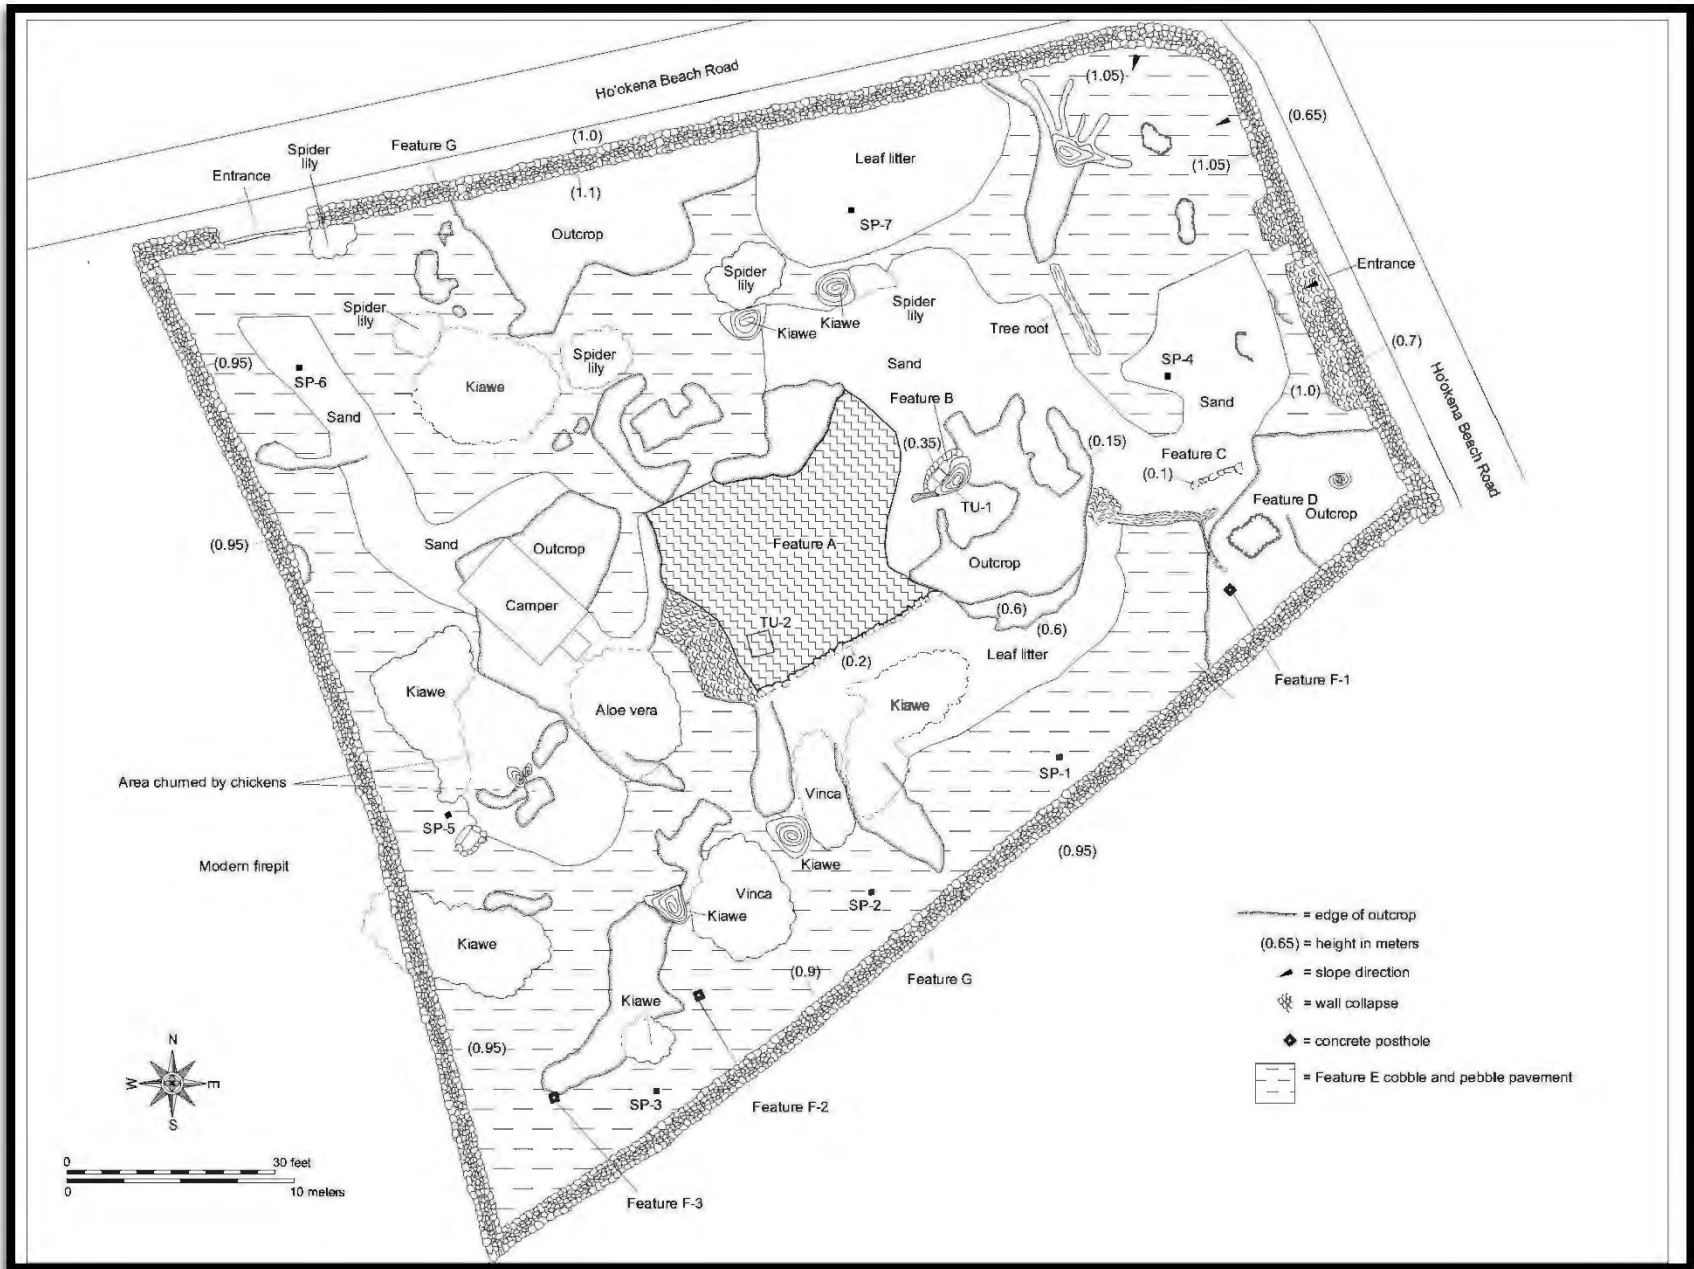 Ho'okena Beach Road
(1.05)
(0.65)
(1.0)
Feature G
Spider
lily
Entrance
Leaf litter
(1.05)
(1.1)
SP-7
Outcrop
Entrance
Spider
lily
Spider
lily
Spider
lily
Kiawe
Kiawe
Tree root
(0.7)
Spider
lily
SP-4
(0.95)
SP-6
Kiawe
Sand
Ho'okena Beach Road
(1.0)
Feature B
Sand
Sand
(0.35)
(0.15)
Feature C
(0.1)
Feature D
TU-1
Outcrop
(0.95)
Sand
Outcrop
Feature A
Outcrop
Camper
(0.6)
TU-2
(0.6)
Leaf litter
(0.2)
Feature F-1
Kiawe
Aloe vera
Kiawe
SP-1
Area churned by chickens
Vinca
SP-5
(0.95)
Modern firepit
Kiawe
Vinca
SP-2
Kiawe
Kiawe
(0.9)
Feature G
Kiawe
(0.95)
SP-3
Feature F-2
Feature F-3
= edge of outcrop
(0.65) = height in meters
= slope direction
= wall collapse
= concrete posthole
= Feature E cobble and pebble pavement
N
W
E
S
0 30 feet
0 10 meters